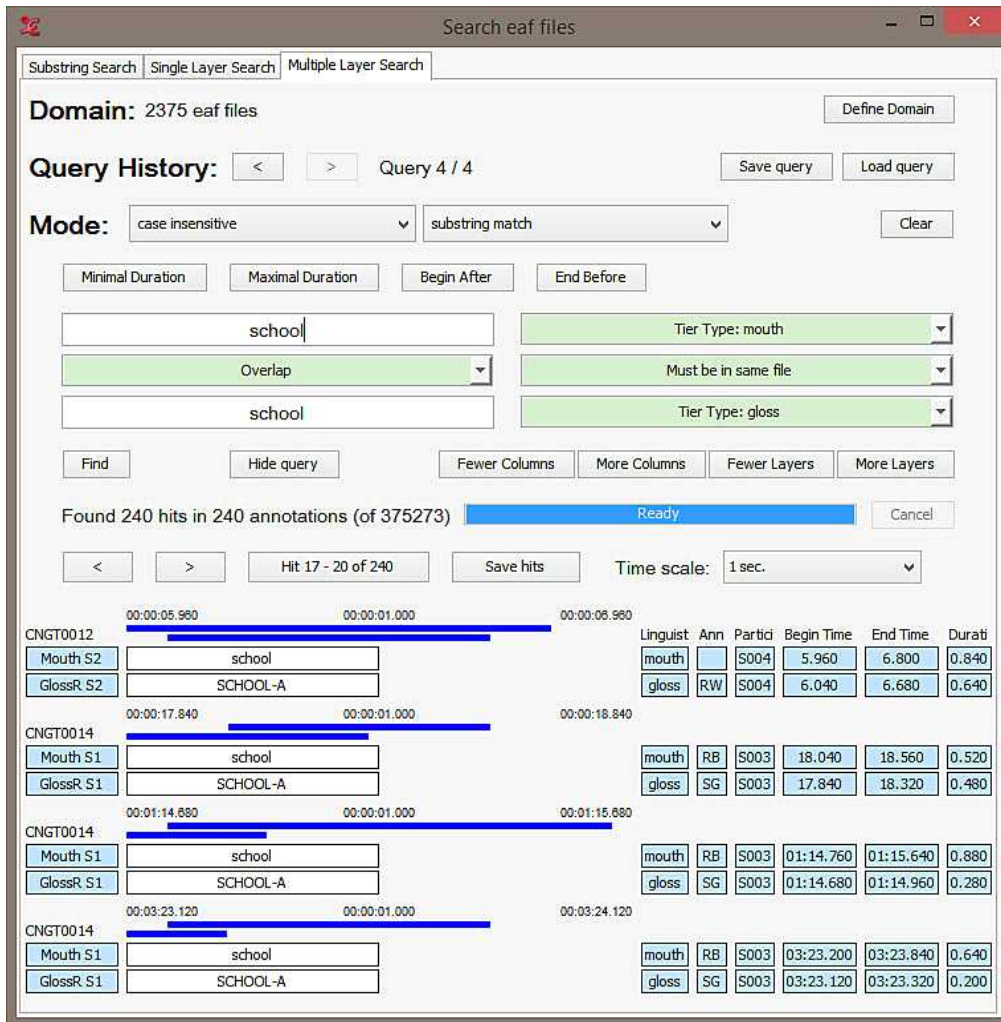 Search eaf files
Substring Search Single Layer Search Multiple Layer Search
Domain: 2375 eaf files Define Domain
Query History: < > Query 4 / 4 Save query Load query
Mode: case insensitive substring match Clear
Minimal Duration Maximal Duration Begin After End Before
school Tier Type: mouth
Overlap Must be in same file
school Tier Type: gloss
Find Hide query Fewer Columns More Columns Fewer Layers More Layers
Found 240 hits in 240 annotations (of 375273) Ready Cancel
< > Hit 17 - 20 of 240 Save hits Time scale: 1 sec.
00:00:05.960 00:00:01.000 00:00:06.960
CNGT0012 Linguist Ann Partici Begin Time End Time Durati
Mouth S2 school mouth S004 5.960 6.800 0.840
GlossR S2 SCHOOL-A gloss RW S004 6.040 6.680 0.640
00:00:17.840 00:00:01.000 00:00:18.840
CNGT0014
Mouth S1 school mouth RB S003 18.040 18.560 0.520
GlossR S1 SCHOOL-A gloss SG S003 17.840 18.320 0.480
00:01:14.680 00:00:01.000 00:01:15.680
CNGT0014
Mouth S1 school mouth RB S003 01:14.760 01:15.640 0.880
GlossR S1 SCHOOL-A gloss SG S003 01:14.680 01:14.960 0.280
00:03:23.120 00:00:01.000 00:03:24.120
CNGT0014
Mouth S1 school mouth RB S003 03:23.200 03:23.840 0.640
GlossR S1 SCHOOL-A gloss SG S003 03:23.120 03:23.320 0.200